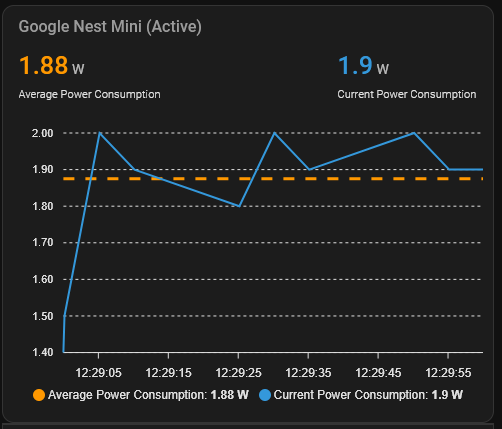 Google Nest Mini (Active)
1.88 W
1.9 W
Average Power Consumption
Current Power Consumption
2.00
1.90
1.80
1.70
1.60
1.50
1.40
12:29:05 12:29:15 12:29:25 12:29:35 12:29:45 12:29:55
Average Power Consumption: 1.88 W Current Power Consumption: 1.9 W